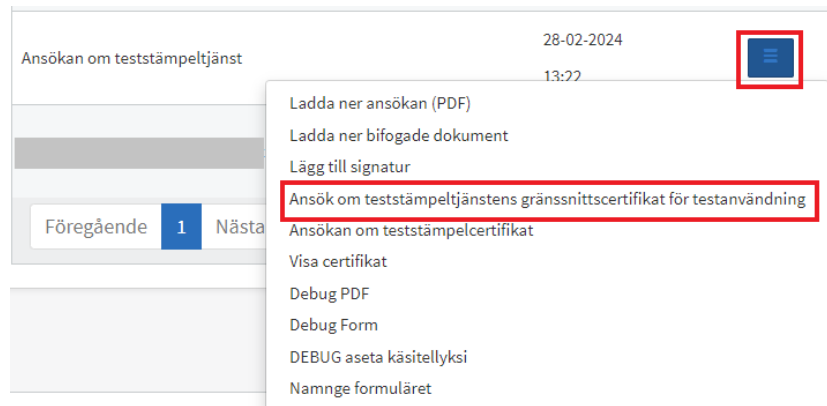 Ansökan om teststämpeltjänst
28-02-2024
13:22
Ladda ner ansökan (PDF)
Ladda ner bifogade dokument
Lägg till signatur
Ansök om teststämpeltjänstens gränssnittscertifikat för testanvändning
Ansökan om teststämpelcertifikat
Visa certifikat
Debug PDF
Debug Form
DEBUG aseta käsitellyksi
Namnge formuläret
Föregående 1 Nästa